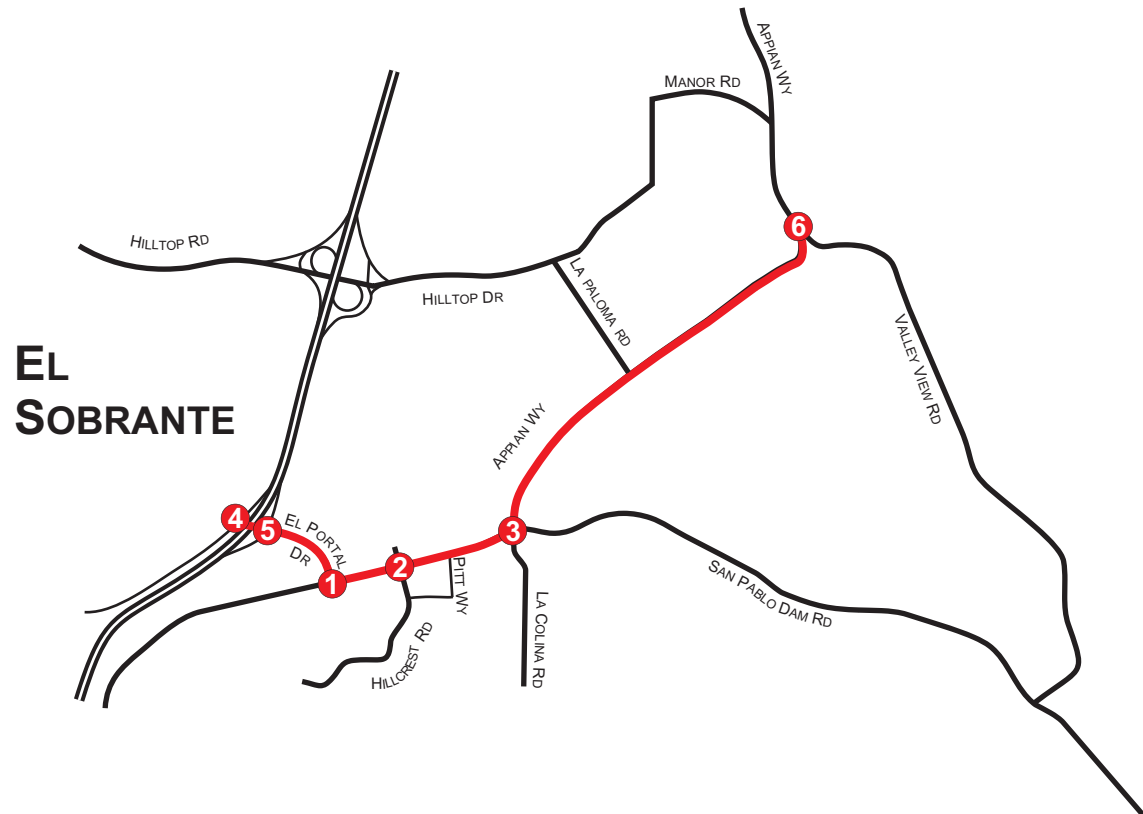 APPIAN WY
MANOR RD
HILLTOP RD
HILLTOP DR
LA PALOMA RD
6
VALLEY VIEW RD
EL
SOBRANTE
APPIAN WY
4
5
EL PORTAL
DR
3
1
2
PITT WY
SAN PABLO DAM RD
LA COLINA RD
HILLCREST RD